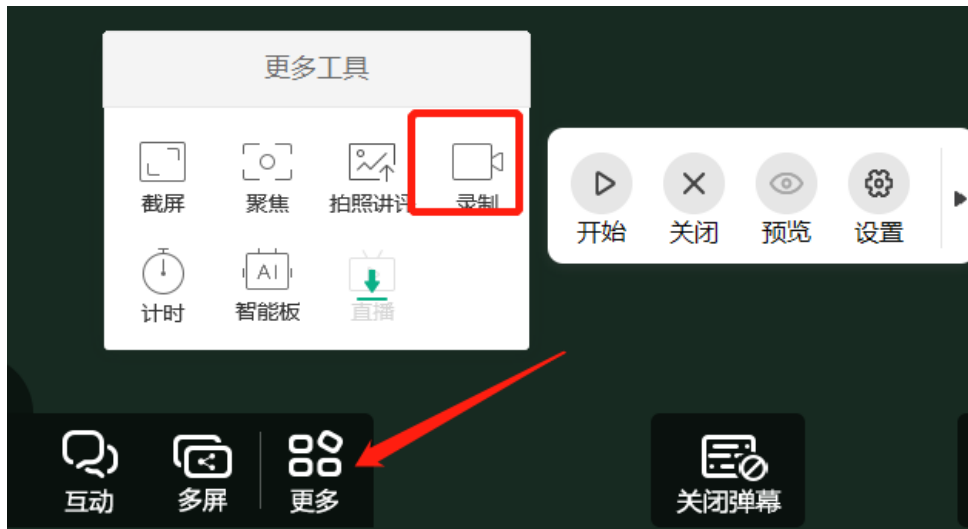 更多工具
截屏 聚焦 拍照讲评 录制
计时 AI 智能板 直播
开始 关闭 预览 设置
互动 多屏 更多 关闭弹幕